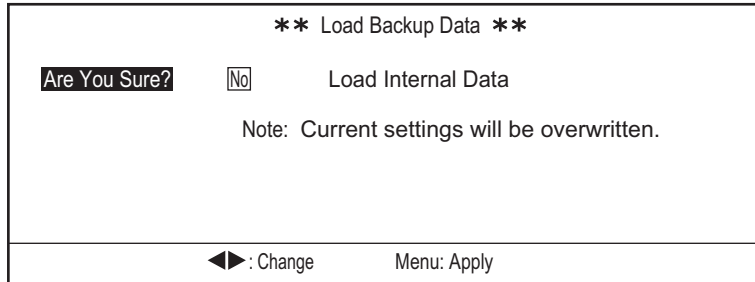 ** Load Backup Data **
Are You Sure? No Load Internal Data
Note: Current settings will be overwritten.
◀▶: Change Menu: Apply